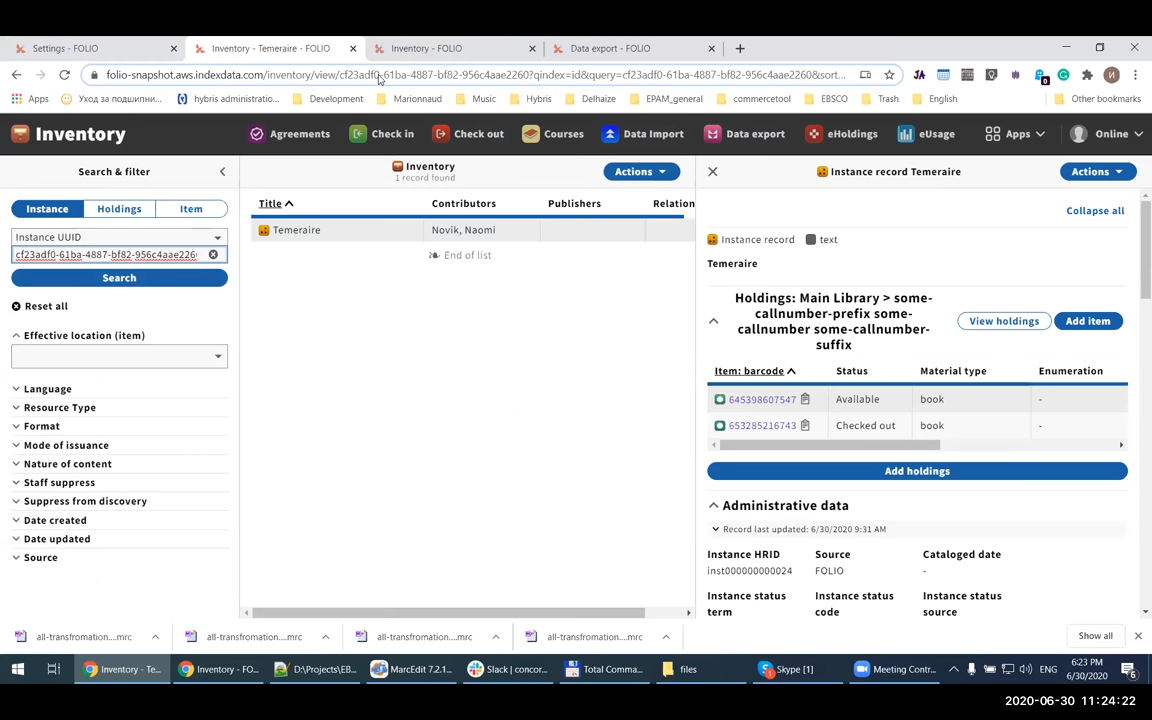 Settings - FOLIO
Inventory - Temeraire - FOLIO
Inventory - FOLIO
Data export - FOLIO
folio-snapshot.aws.indexdata.com/inventory/view/cf23adf0-61ba-4887-bf82-956c4aae2260?qindex=id&query=cf23adf0-61ba-4887-bf82-956c4aae2260&sort...
И
Apps
Уход за подшипни...
hybris administratio...
Development
Marionnaud
Music
Hybris
Delhaize
EPAM_general
commercetool
EBSCO
Trash
English
Other bookmarks
Inventory
Agreements
Check in
Check out
Courses
Data Import
Data export
eHoldings
eUsage
Apps
Online
Search & filter
Inventory
1 record found
Actions
Instance record Temeraire
Actions
Instance
Holdings
Item
Instance UUID
cf23adf0-61ba-4887-bf82-956c4aae226
Search
Reset all
Effective location (item)
Language
Resource Type
Format
Mode of issuance
Nature of content
Staff suppress
Suppress from discovery
Date created
Date updated
Source
Title
Contributors
Publishers
Relation
Temeraire
Novik, Naomi
End of list
Collapse all
Instance record
text
Temeraire
Holdings: Main Library > some-
callnumber-prefix some-
callnumber some-callnumber-
suffix
View holdings
Add item
Item: barcode
Status
Material type
Enumeration
645398607547
Available
book
-
653285216743
Checked out
book
-
Add holdings
Administrative data
Record last updated: 6/30/2020 9:31 AM
Instance HRID
Source
Cataloged date
inst000000000024
FOLIO
-
Instance status
term
Instance status
code
Instance status
source
all-transfromation....mrc
all-transfromation....mrc
all-transfromation....mrc
all-transfromation....mrc
Show all
Inventory - Te...
Inventory - FO...
D:\Projects\EB...
MarcEdit 7.2.1...
Slack | concor...
Total Comma...
files
Skype [1]
Meeting Contr...
ENG
6:23 PM
6/30/2020
2020-06-30 11:24:22